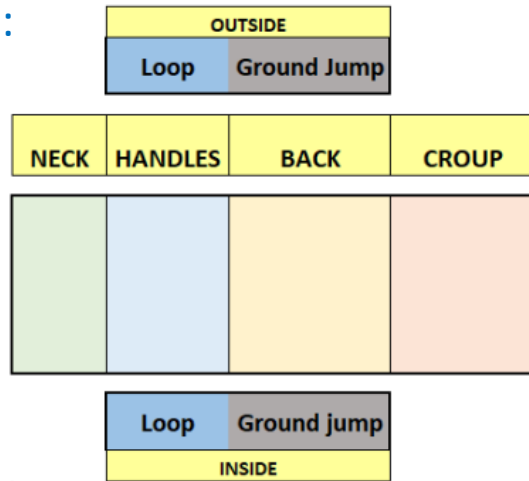 :
OUTSIDE
Loop Ground Jump
NECK HANDLES BACK CROUP
Loop Ground jump
INSIDE